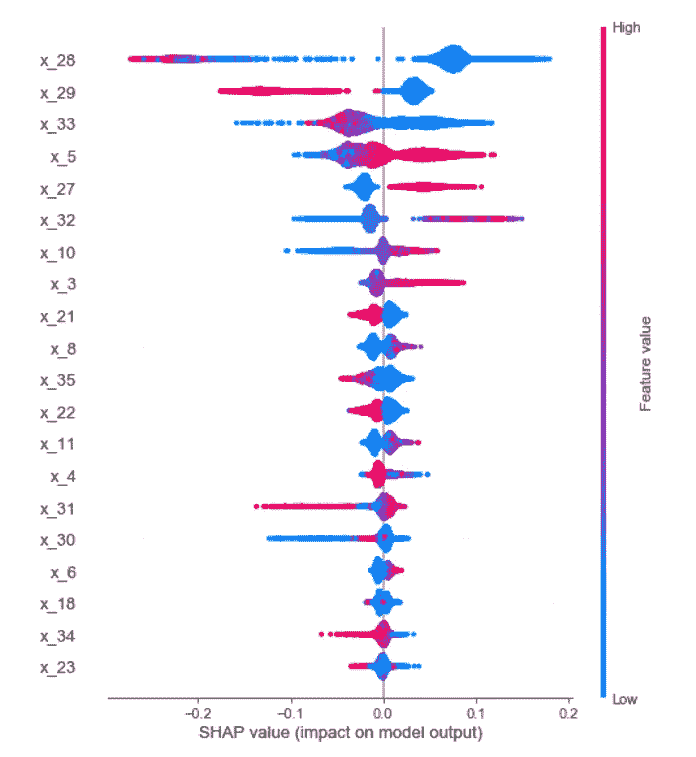 High
x_28
x_29
x_33
x_5
x_27
x_32
x_10
x_3
x_21
x_8
x_35
x_22
x_11
x_4
x_31
x_30
x_6
x_18
x_34
x_23
Feature value
Low
−0.2 −0.1 0.0 0.1 0.2
SHAP value (impact on model output)